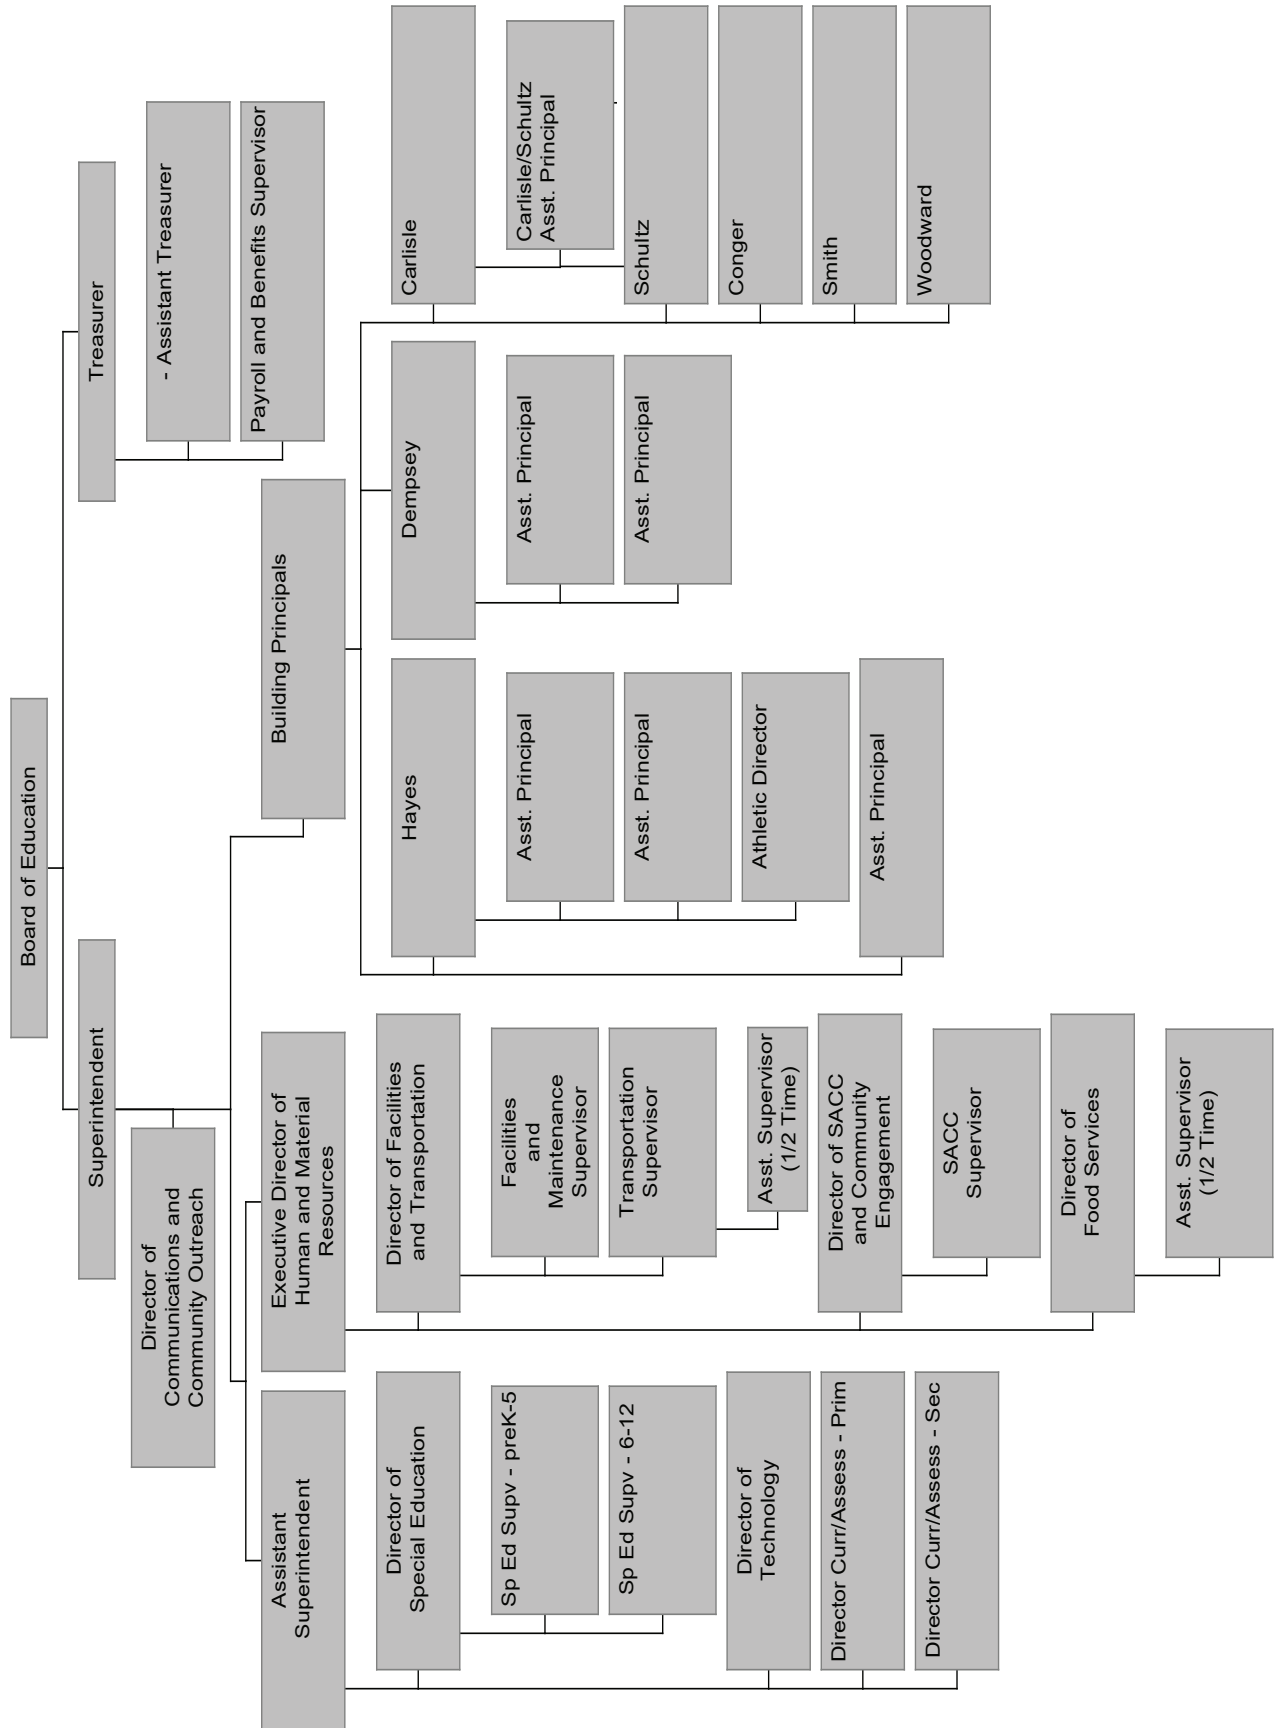 Board of Education
Superintendent
Treasurer
Director of
Communications and
Community Outreach
- Assistant Treasurer
Payroll and Benefits Supervisor
Assistant
Superintendent
Executive Director of
Human and Material
Resources
Building Principals
Director of
Special Education
Sp Ed Supv - preK-5
Sp Ed Supv - 6-12
Director of
Technology
Director Curr/Assess - Prim
Director Curr/Assess - Sec
Director of Facilities
and Transportation
Facilities
and
Maintenance
Supervisor
Transportation
Supervisor
Asst. Supervisor
(1/2 Time)
Director of SACC
and Community
Engagement
SACC
Supervisor
Director of
Food Services
Asst. Supervisor
(1/2 Time)
Hayes
Asst. Principal
Asst. Principal
Athletic Director
Asst. Principal
Dempsey
Asst. Principal
Asst. Principal
Carlisle
Carlisle/Schultz
Asst. Principal
Schultz
Conger
Smith
Woodward